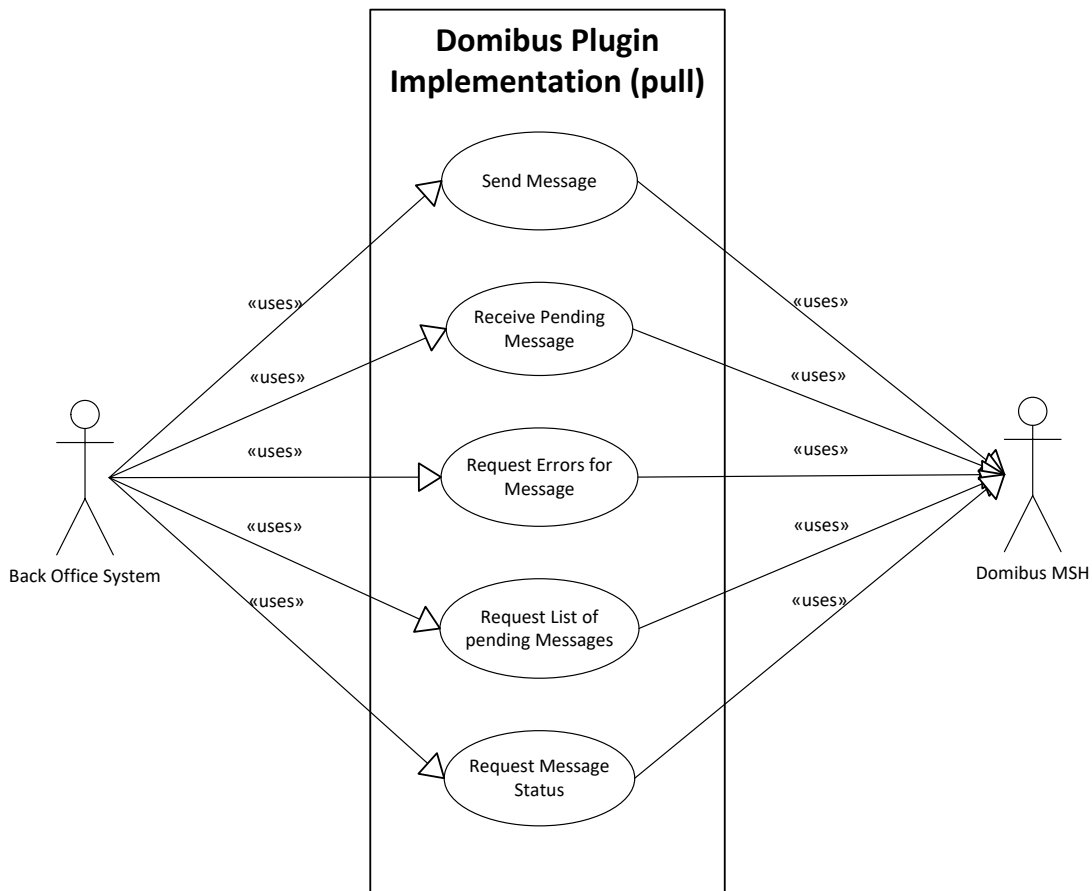 Domibus Plugin
Implementation (pull)
Send Message
«uses»
«uses»
Receive Pending
Message
«uses»
«uses»
Request Errors for
Message
«uses»
«uses»
Back Office System
Domibus MSH
Request List of
pending Messages
«uses»
«uses»
Request Message
Status
«uses»
«uses»